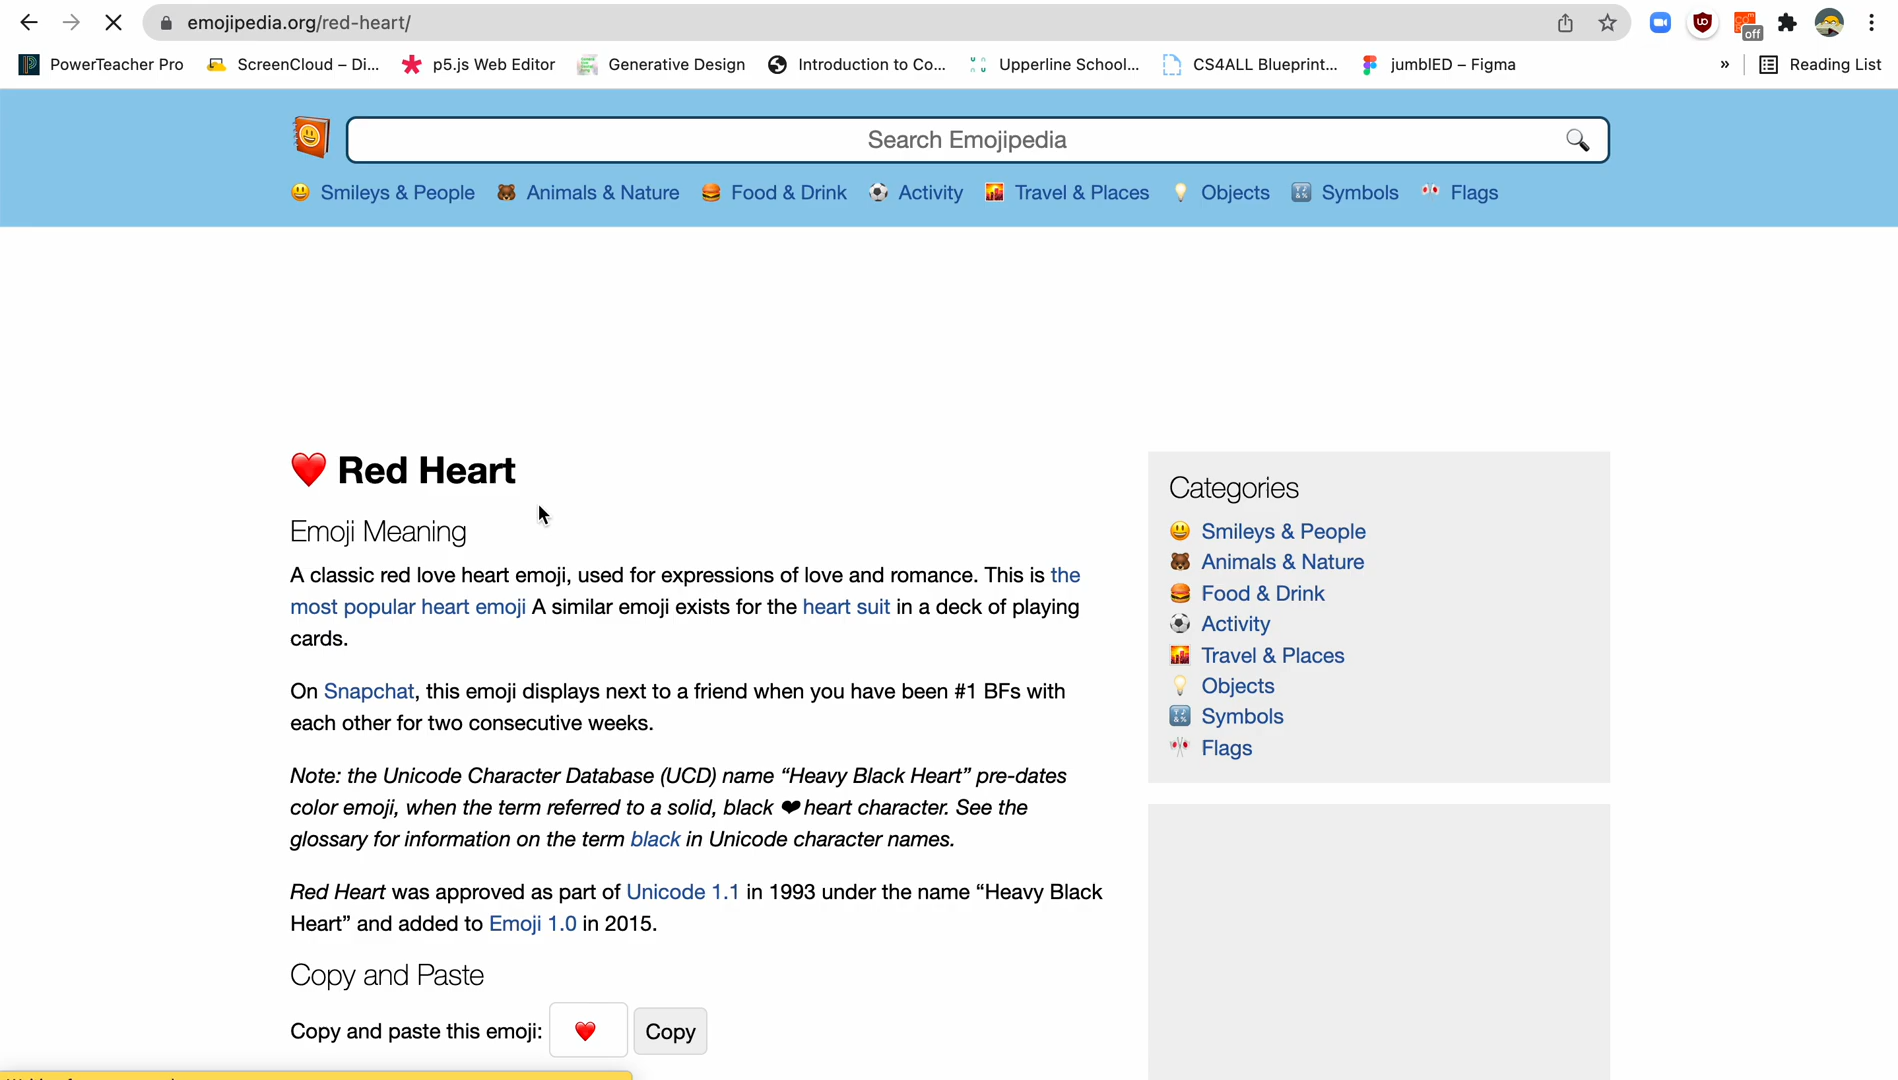 emojipedia.org/red-heart/
off
PowerTeacher Pro ScreenCloud – Di... p5.js Web Editor Generative Design Introduction to Co... Upperline School... CS4ALL Blueprint... jumblED – Figma » Reading List
Search Emojipedia
Smileys & People Animals & Nature Food & Drink Activity Travel & Places Objects Symbols Flags
❤️ Red Heart
Emoji Meaning
A classic red love heart emoji, used for expressions of love and romance. This is the
most popular heart emoji A similar emoji exists for the heart suit in a deck of playing
cards.
On Snapchat, this emoji displays next to a friend when you have been #1 BFs with
each other for two consecutive weeks.
Note: the Unicode Character Database (UCD) name “Heavy Black Heart” pre-dates
color emoji, when the term referred to a solid, black ❤ heart character. See the
glossary for information on the term black in Unicode character names.
Red Heart was approved as part of Unicode 1.1 in 1993 under the name “Heavy Black
Heart” and added to Emoji 1.0 in 2015.
Copy and Paste
Copy and paste this emoji: ❤️ Copy
Categories
Smileys & People
Animals & Nature
Food & Drink
Activity
Travel & Places
Objects
Symbols
Flags